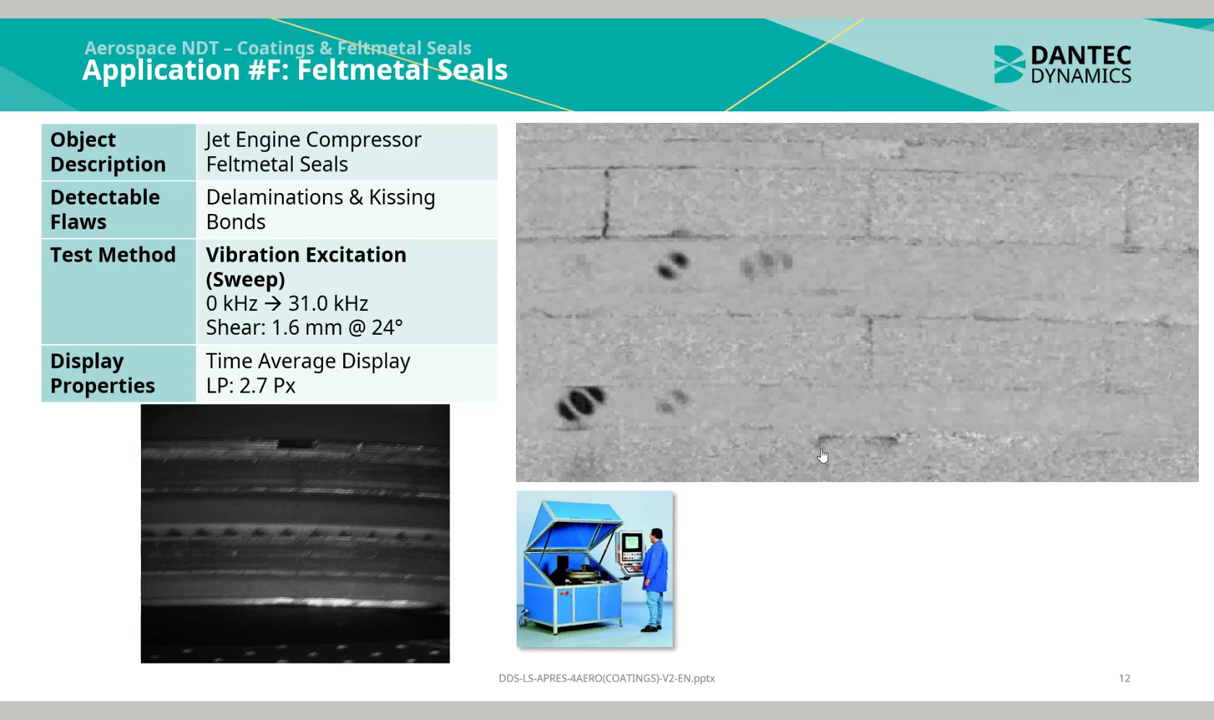 Aerospace NDT – Coatings & Feltmetal Seals
Application #F: Feltmetal Seals
DANTEC
DYNAMICS
Object
Description
Jet Engine Compressor
Feltmetal Seals
Detectable
Flaws
Delaminations & Kissing
Bonds
Test Method
Vibration Excitation
(Sweep)
0 kHz → 31.0 kHz
Shear: 1.6 mm @ 24°
Display
Properties
Time Average Display
LP: 2.7 Px
DDS-LS-APRES-4AERO(COATINGS)-V2-EN.pptx
12